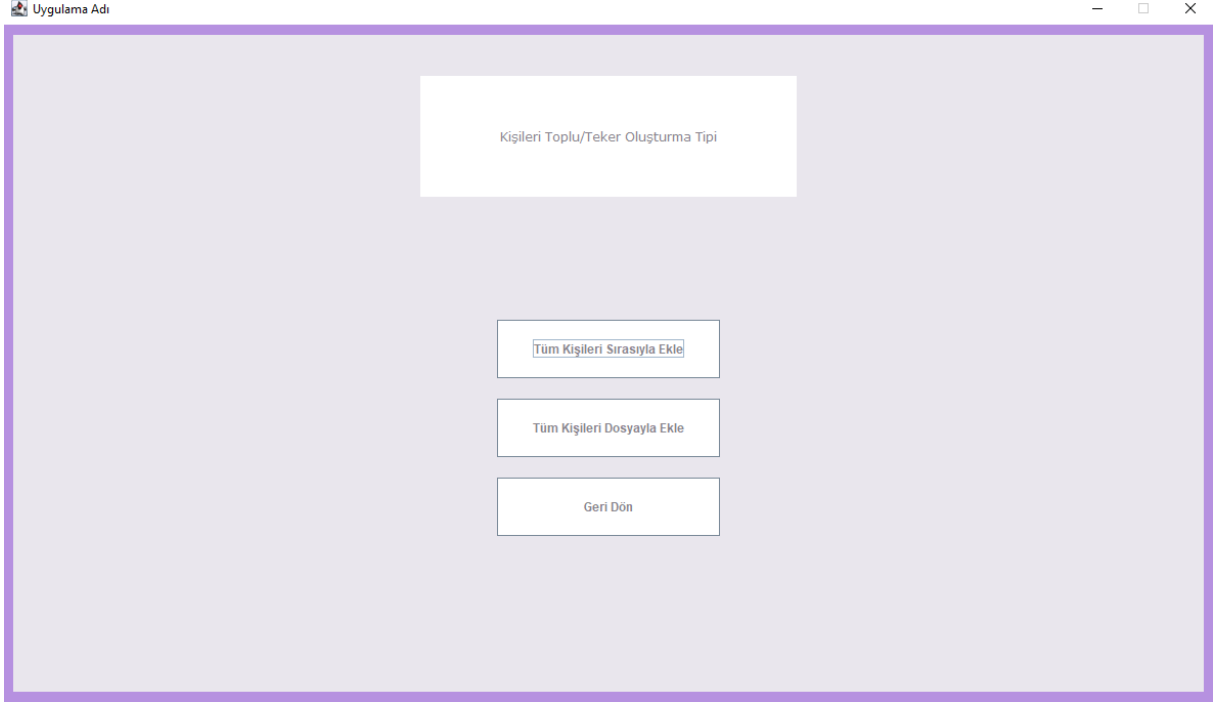 Uygulama Adı
Kişileri Toplu/Teker Oluşturma Tipi
Tüm Kişileri Sırasıyla Ekle
Tüm Kişileri Dosyayla Ekle
Geri Dön